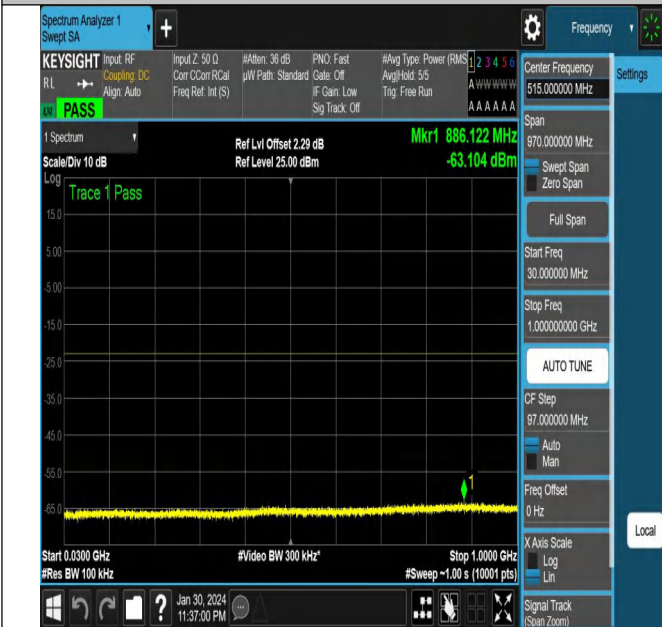 Spectrum Analyzer 1
Swept SA
Frequency
KEYSIGHT
RL
PASS
Input: RF
Coupling: DC
Align: Auto
Input Z: 50 Ω
Corr CCorr RCal
Freq Ref: Int (S)
#Atten: 36 dB
µW Path: Standard
PNO: Fast
Gate: Off
IF Gain: Low
Sig Track: Off
#Avg Type: Power (RMS
Avg|Hold: 5/5
Trig: Free Run
1 2 3 4 5 6
A W W W W W
A A A A A A
1 Spectrum
Scale/Div 10 dB
Ref Lvl Offset 2.29 dB
Ref Level 25.00 dBm
Mkr1 886.122 MHz
-63.104 dBm
Log
Trace 1 Pass
15.0
5.00
-5.00
-15.0
-25.0
-35.0
-45.0
-55.0
-65.0
1
Start 0.0300 GHz
#Res BW 100 kHz
#Video BW 300 kHz*
Stop 1.0000 GHz
#Sweep ~1.00 s (10001 pts)
?
Jan 30, 2024
11:37:00 PM
Center Frequency
515.000000 MHz
Settings
Span
970.000000 MHz
Swept Span
Zero Span
Full Span
Start Freq
30.000000 MHz
Stop Freq
1.000000000 GHz
AUTO TUNE
CF Step
97.000000 MHz
Auto
Man
Freq Offset
0 Hz
Local
X Axis Scale
Log
Lin
Signal Track
(Span Zoom)